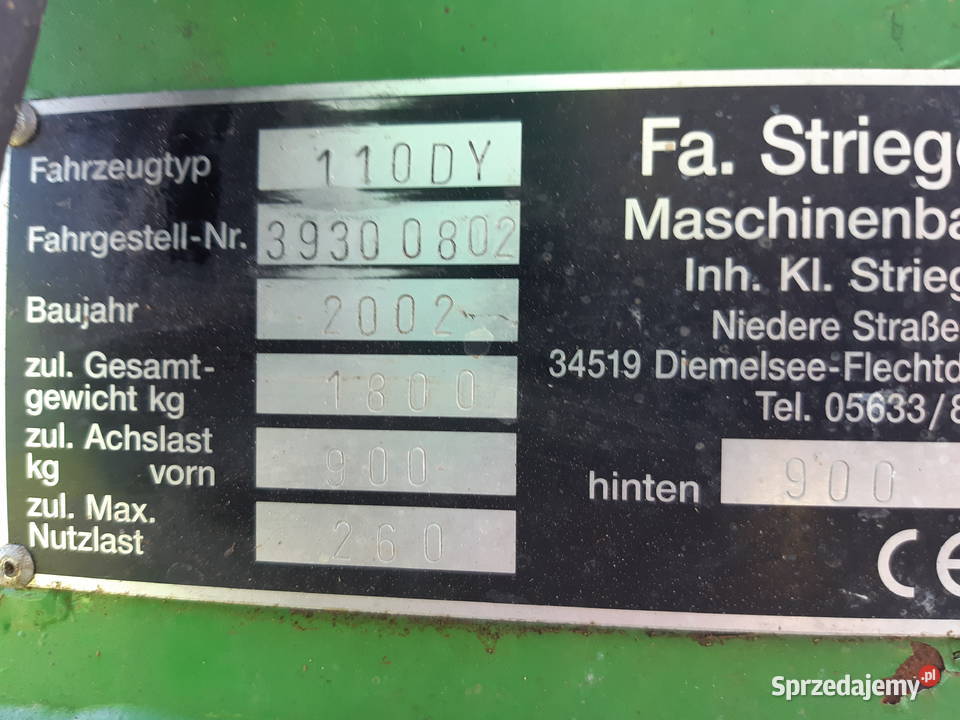 Fahrzeugtyp 110DY
Fahrgestell-Nr. 39300802
Baujahr 2002
zul. Gesamt-
gewicht kg 1800
zul. Achslast
kg vorn 900
hinten 900
zul. Max.
Nutzlast 260
Fa. Striege
Maschinenba
Inh. Kl. Strieg
Niedere Straße
34519 Diemelsee-Flechtd
Tel. 05633/8
CE
Sprzedajemy.pl